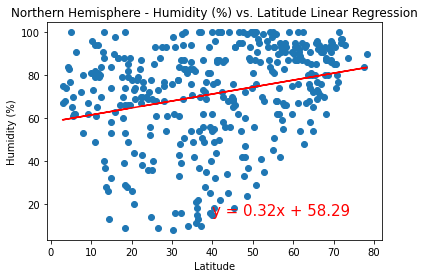 Northern Hemisphere - Humidity (%) vs. Latitude Linear Regression
100
80
60
40
20
Humidity (%)
y = 0.32x + 58.29
0 10 20 30 40 50 60 70 80
Latitude